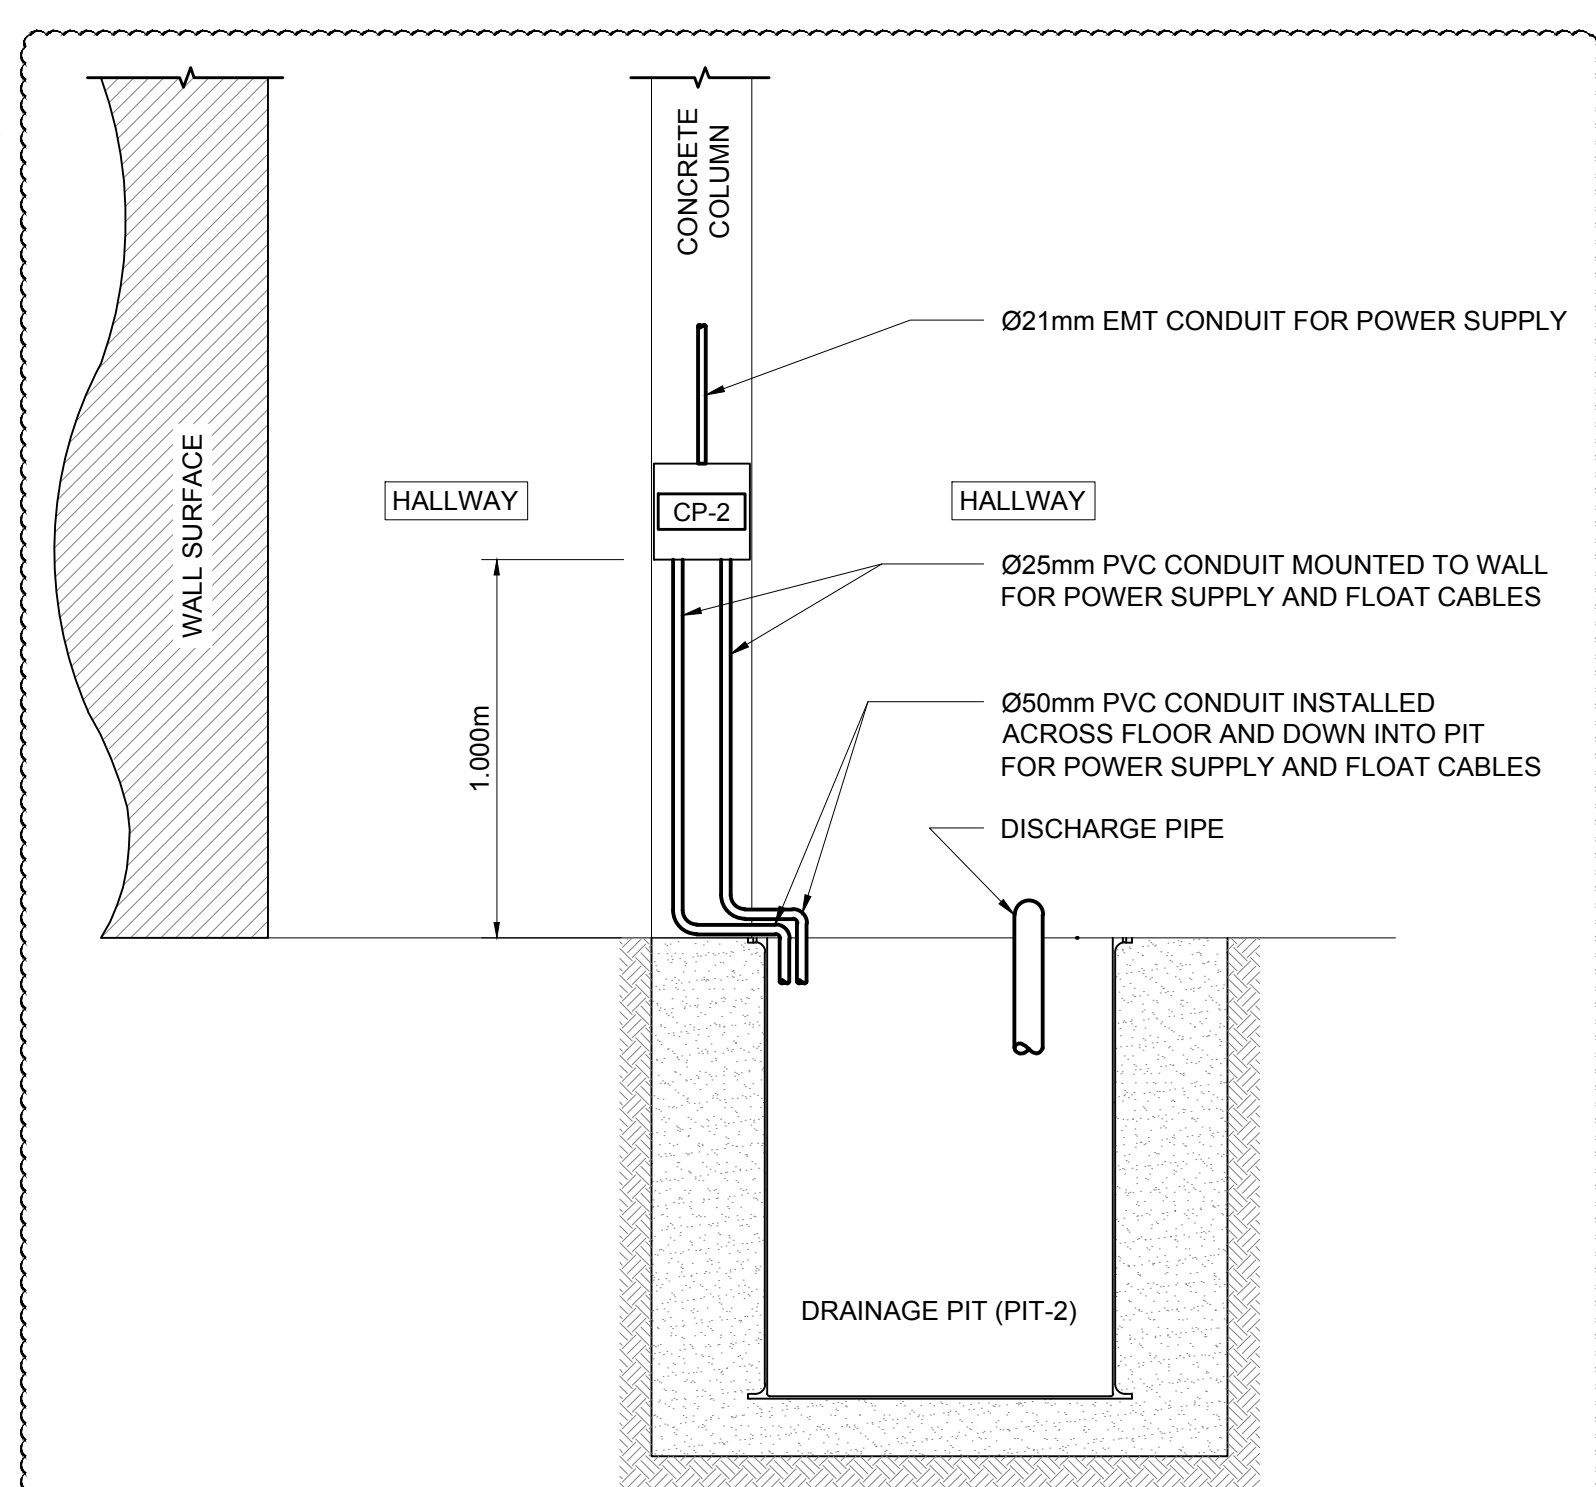 CONCRETE
COLUMN
Ø21mm EMT CONDUIT FOR POWER SUPPLY
WALL SURFACE
HALLWAY
CP-2
HALLWAY
Ø25mm PVC CONDUIT MOUNTED TO WALL
FOR POWER SUPPLY AND FLOAT CABLES
1.000m
Ø50mm PVC CONDUIT INSTALLED
ACROSS FLOOR AND DOWN INTO PIT
FOR POWER SUPPLY AND FLOAT CABLES
DISCHARGE PIPE
DRAINAGE PIT (PIT-2)